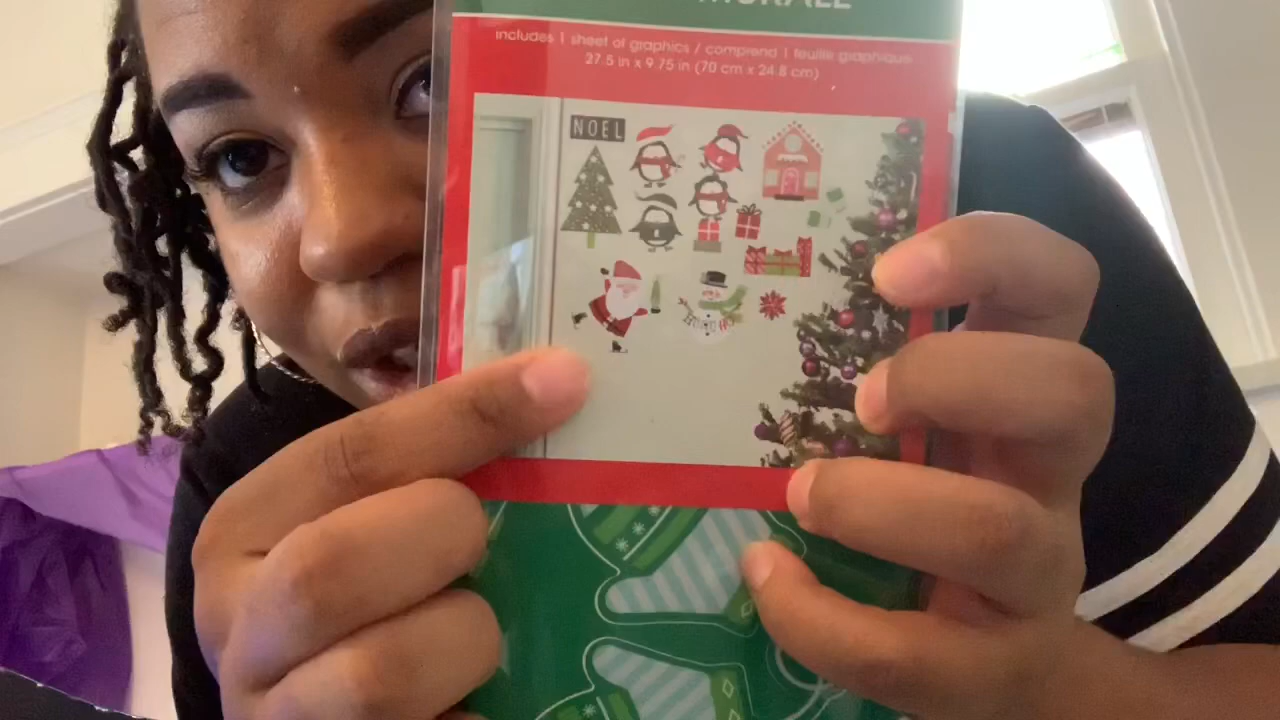 includes 1 sheet of graphics / comprend 1 feuille graphique
27.5 in x 9.75 in (70 cm x 24.8 cm)
NOEL